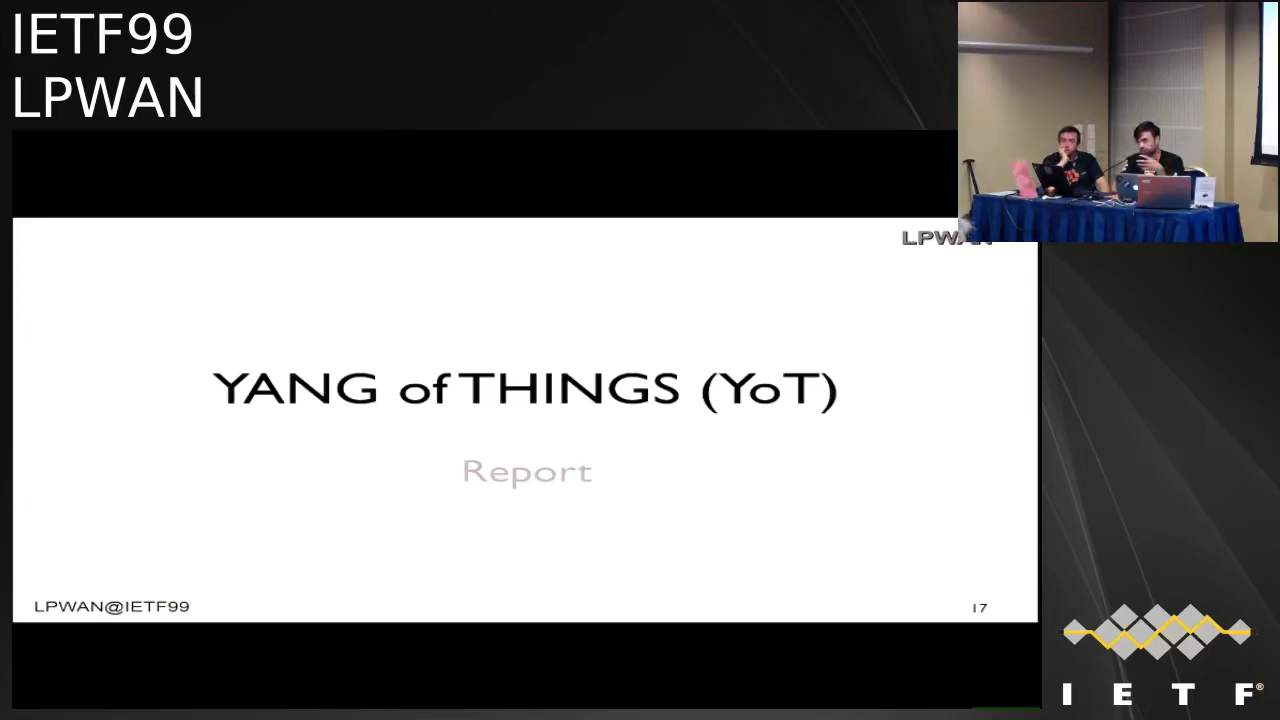 IETF99
LPWAN
LPWAN
YANG of THINGS (YoT)
Report
LPWAN@IETF99
17
I E T F®